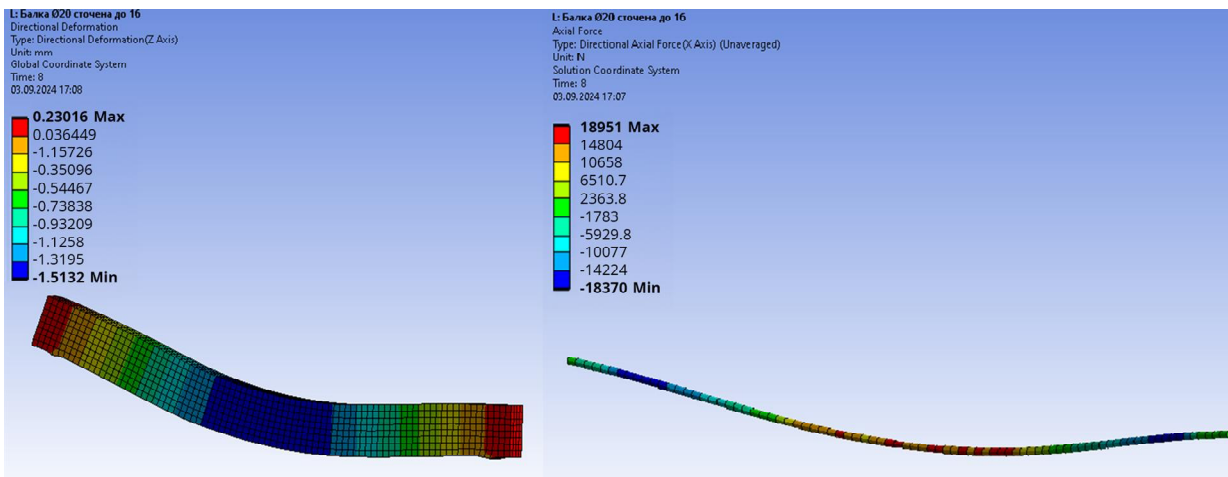 L: Балка Ø20 сточена до 16
Directional Deformation
Type: Directional Deformation(Z Axis)
Unit: mm
Global Coordinate System
Time: 8
03.09.2024 17:08
0.23016 Max
0.036449
-1.15726
-0.35096
-0.54467
-0.73838
-0.93209
-1.1258
-1.3195
-1.5132 Min
L: Балка Ø20 сточена до 16
Axial Force
Type: Directional Axial Force(X Axis) (Unaveraged)
Unit: N
Solution Coordinate System
Time: 8
03.09.2024 17:07
18951 Max
14804
10658
6510.7
2363.8
-1783
-5929.8
-10077
-14224
-18370 Min